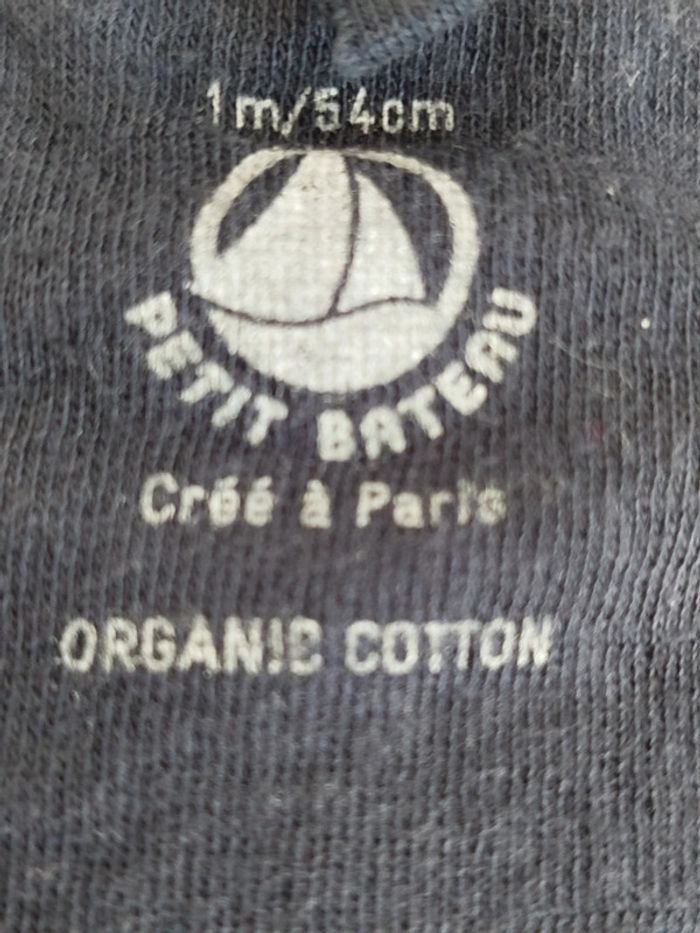 1m/54cm
PETIT BATEAU
Créé à Paris
ORGANIC COTTON